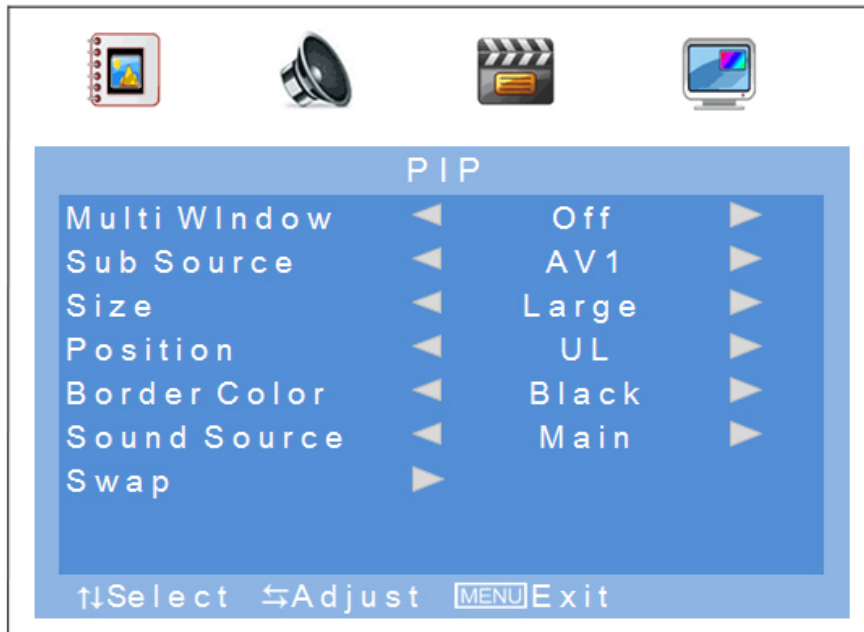 PIP
Multi WIndow Off
Sub Source AV1
Size Large
Position UL
Border Color Black
Sound Source Main
Swap
↑↓Select ⇆Adjust MENU Exit